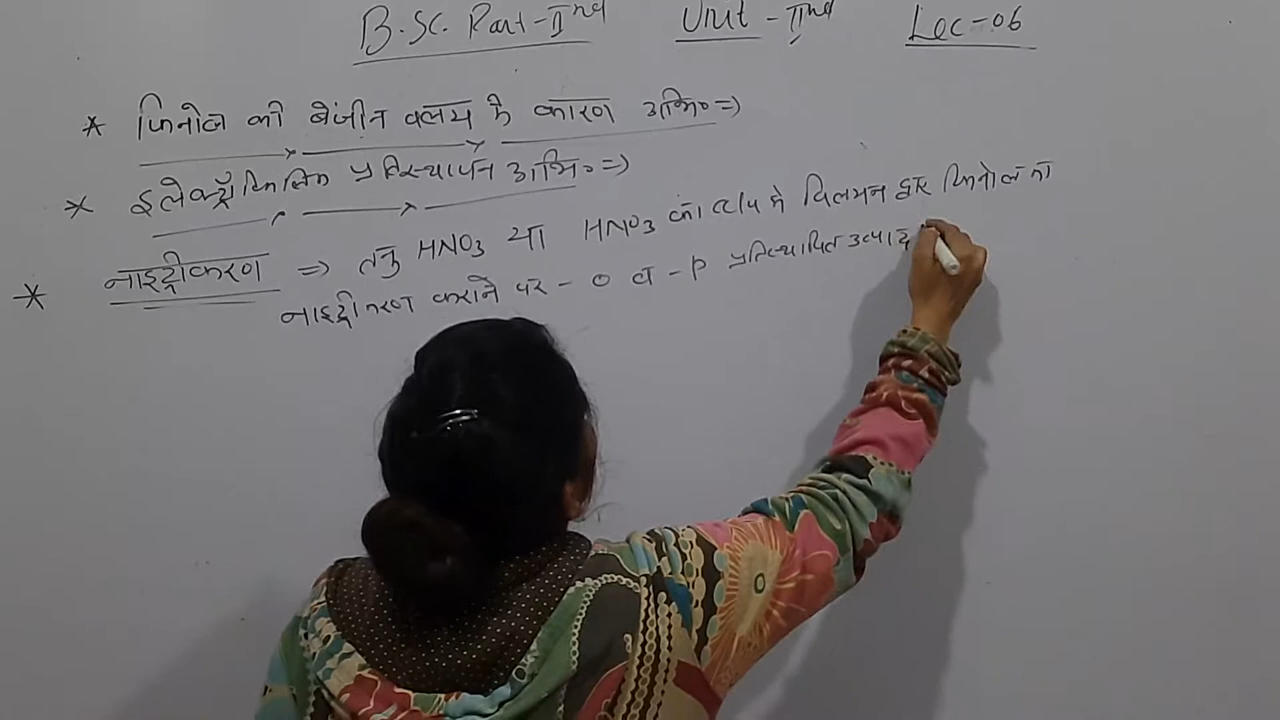 B.Sc. Part-IInd Unit-IInd Lec-06
* फिनोल की बेंजीन वलय के कारण अभि० ⇒
* इलेक्ट्रॉफिलिक प्रतिस्थापन अभि० ⇒
* नाइट्रीकरण ⇒ तनु HNO3 या HNO3 का में विलयन द्वारा फिनोल का
नाइट्रीकरण कराने पर - o व - p प्रतिस्थापित उत्पाद